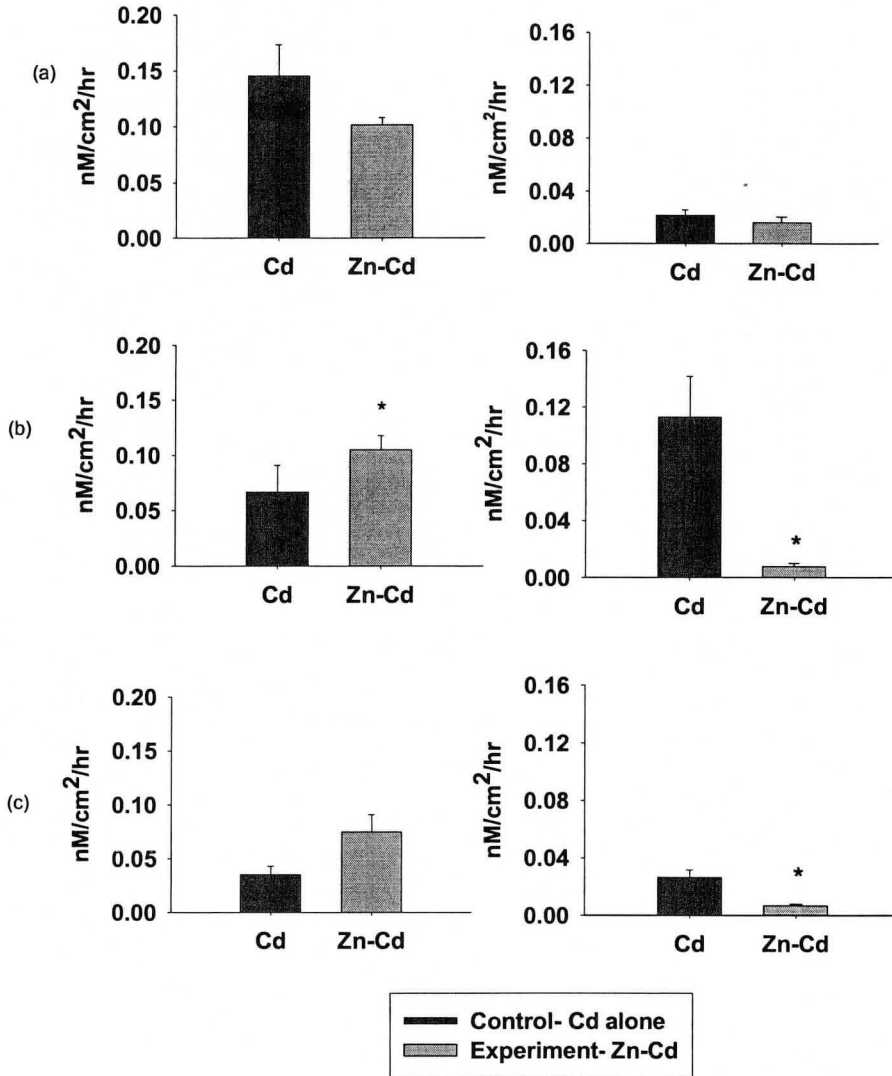 (a)
nM/cm²/hr
0.20
0.15
0.10
0.05
0.00
Cd Zn-Cd
nM/cm²/hr
0.16
0.12
0.08
0.04
0.00
Cd Zn-Cd
(b)
nM/cm²/hr
0.20
0.15
0.10
0.05
0.00
*
Cd Zn-Cd
nM/cm²/hr
0.16
0.12
0.08
0.04
0.00
*
Cd Zn-Cd
(c)
nM/cm²/hr
0.20
0.15
0.10
0.05
0.00
Cd Zn-Cd
nM/cm²/hr
0.16
0.12
0.08
0.04
0.00
*
Cd Zn-Cd
Control- Cd alone
Experiment- Zn-Cd